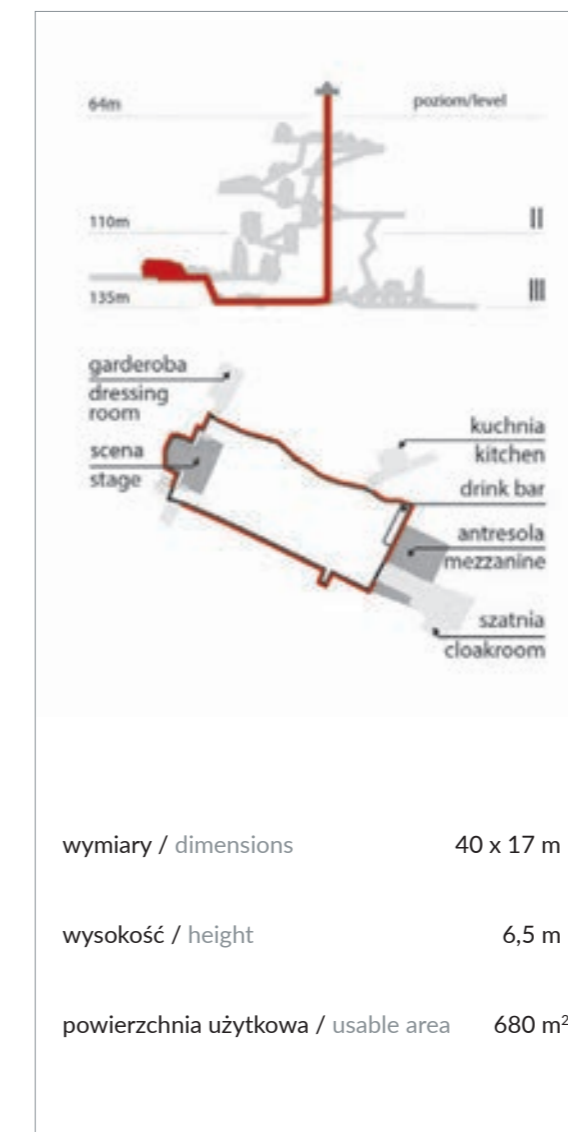 64m poziom/level
110m II
135m III
garderoba
dressing
room
scena
stage
kuchnia
kitchen
drink bar
antresola
mezzanine
szatnia
cloakroom
wymiary / dimensions 40 x 17 m
wysokość / height 6,5 m
powierzchnia użytkowa / usable area 680 m²